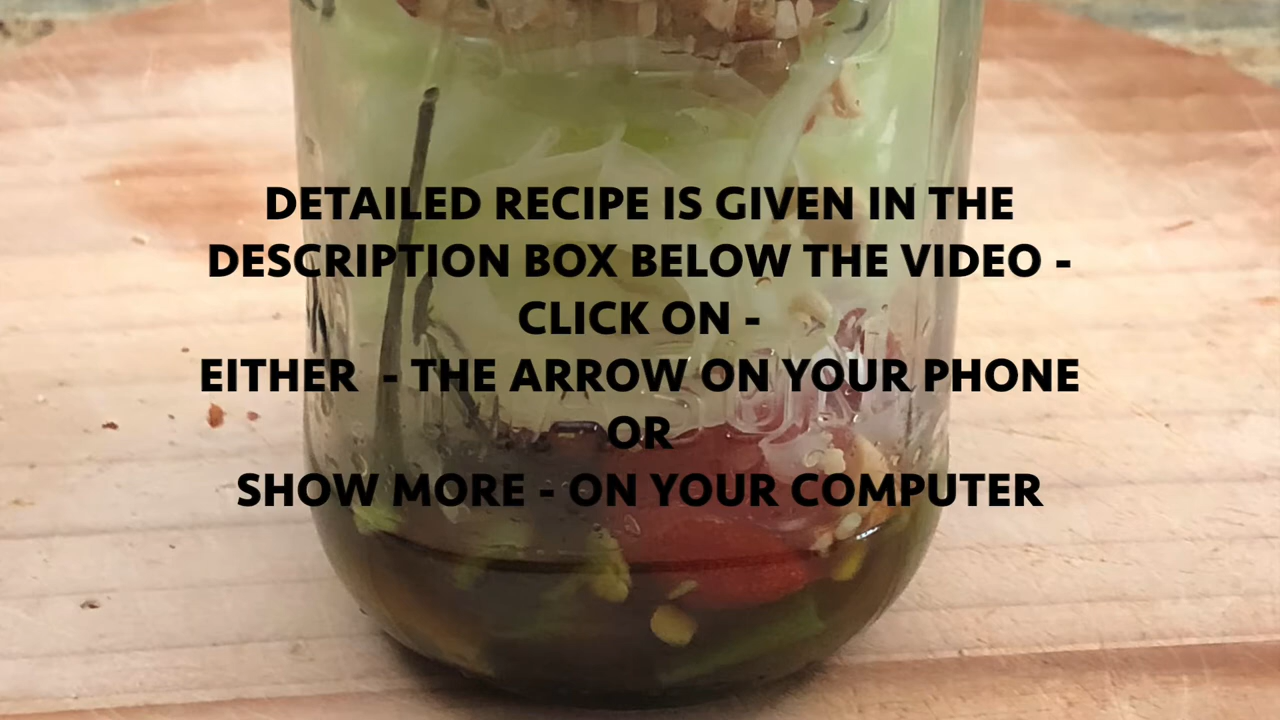 DETAILED RECIPE IS GIVEN IN THE
DESCRIPTION BOX BELOW THE VIDEO -
CLICK ON -
EITHER - THE ARROW ON YOUR PHONE
OR
SHOW MORE - ON YOUR COMPUTER